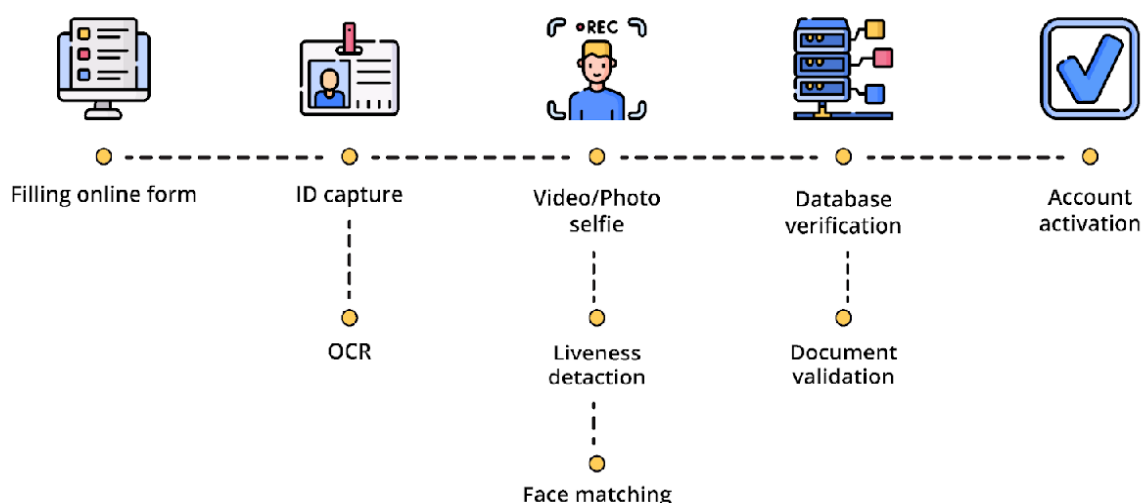 REC
Filling online form
ID capture
Video/Photo
selfie
Database
verification
Account
activation
OCR
Liveness
detaction
Document
validation
Face matching